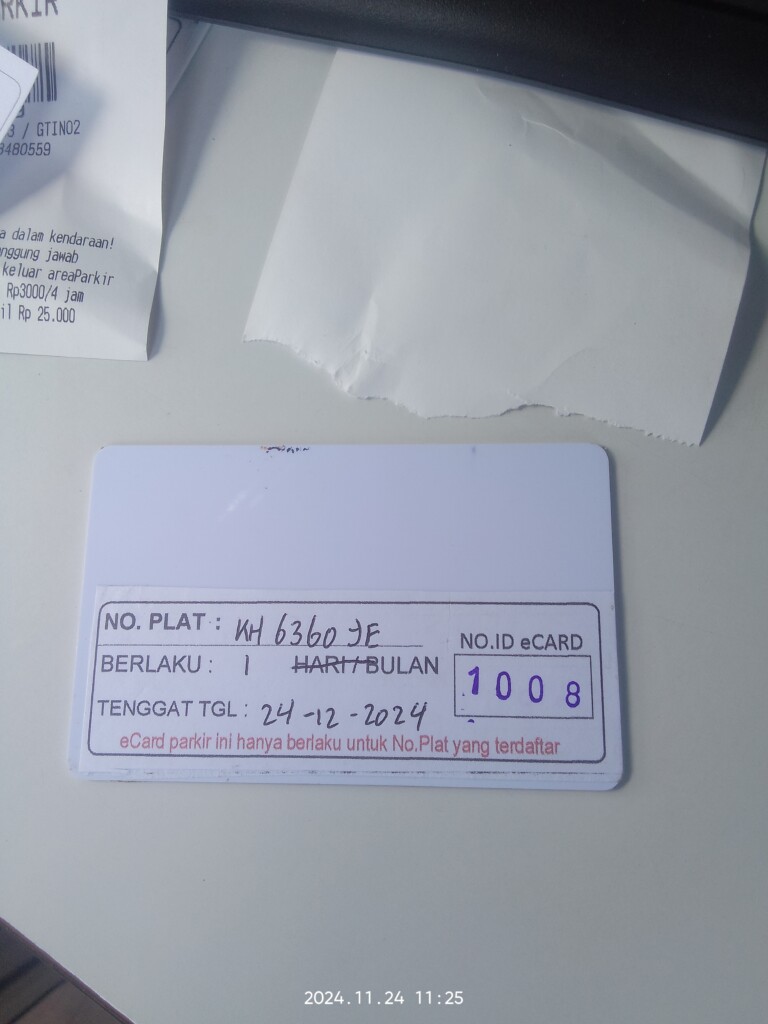 RKIR
3 / GTIN02
3480559
a dalam kendaraan!
nggung jawab
keluar areaParkir
Rp3000/4 jam
il Rp 25.000
NO. PLAT : KH 6360 JE
BERLAKU : 1 HARI / BULAN
NO.ID eCARD
1008
TENGGAT TGL : 24-12-2024
eCard parkir ini hanya berlaku untuk No.Plat yang terdaftar
2024.11.24 11:25